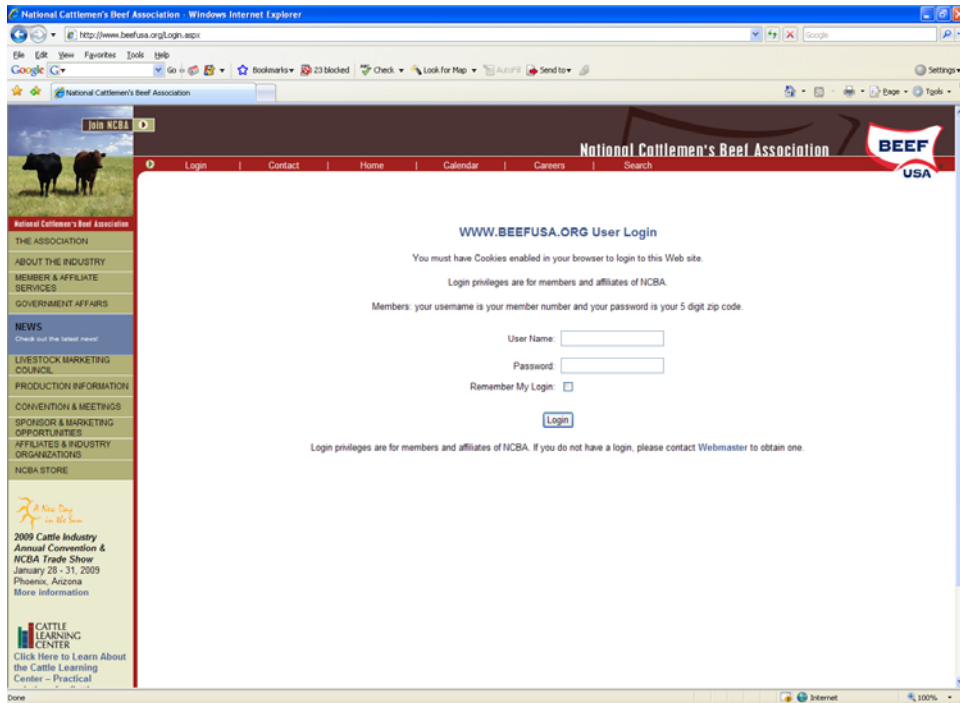 National Cattlemen's Beef Association - Windows Internet Explorer
http://www.beefusa.org/Login.aspx
Google
File Edit View Favorites Tools Help
Google G Go Bookmarks 23 blocked Check Look for Map AutoFill Send to Settings
National Cattlemen's Beef Association
Page Tools
Join NCBA
National Cattlemen's Beef Association
BEEF
USA
Login | Contact | Home | Calendar | Careers | Search
National Cattlemen's Beef Association
THE ASSOCIATION
ABOUT THE INDUSTRY
MEMBER & AFFILIATE
SERVICES
GOVERNMENT AFFAIRS
NEWS
Check out the latest news!
LIVESTOCK MARKETING
COUNCIL
PRODUCTION INFORMATION
CONVENTION & MEETINGS
SPONSOR & MARKETING
OPPORTUNITIES
AFFILIATES & INDUSTRY
ORGANIZATIONS
NCBA STORE
A New Day
in the Sun
2009 Cattle Industry
Annual Convention &
NCBA Trade Show
January 28 - 31, 2009
Phoenix, Arizona
More information
CATTLE
LEARNING
CENTER
Click Here to Learn About
the Cattle Learning
Center – Practical
WWW.BEEFUSA.ORG User Login
You must have Cookies enabled in your browser to login to this Web site.
Login privileges are for members and affiliates of NCBA.
Members: your username is your member number and your password is your 5 digit zip code.
User Name:
Password:
Remember My Login:
Login
Login privileges are for members and affiliates of NCBA. If you do not have a login, please contact Webmaster to obtain one.
Done
Internet
100%